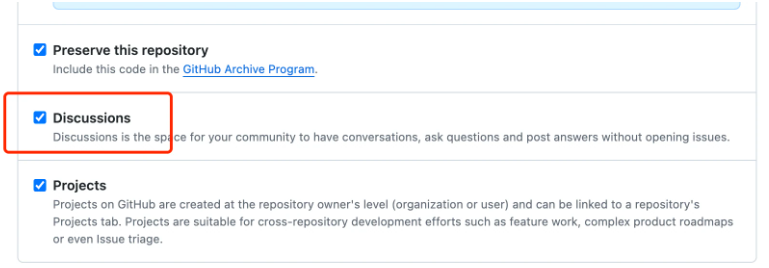 Preserve this repository
Include this code in the GitHub Archive Program.
Discussions
Discussions is the space for your community to have conversations, ask questions and post answers without opening issues.
Projects
Projects on GitHub are created at the repository owner's level (organization or user) and can be linked to a repository's
Projects tab. Projects are suitable for cross-repository development efforts such as feature work, complex product roadmaps
or even Issue triage.